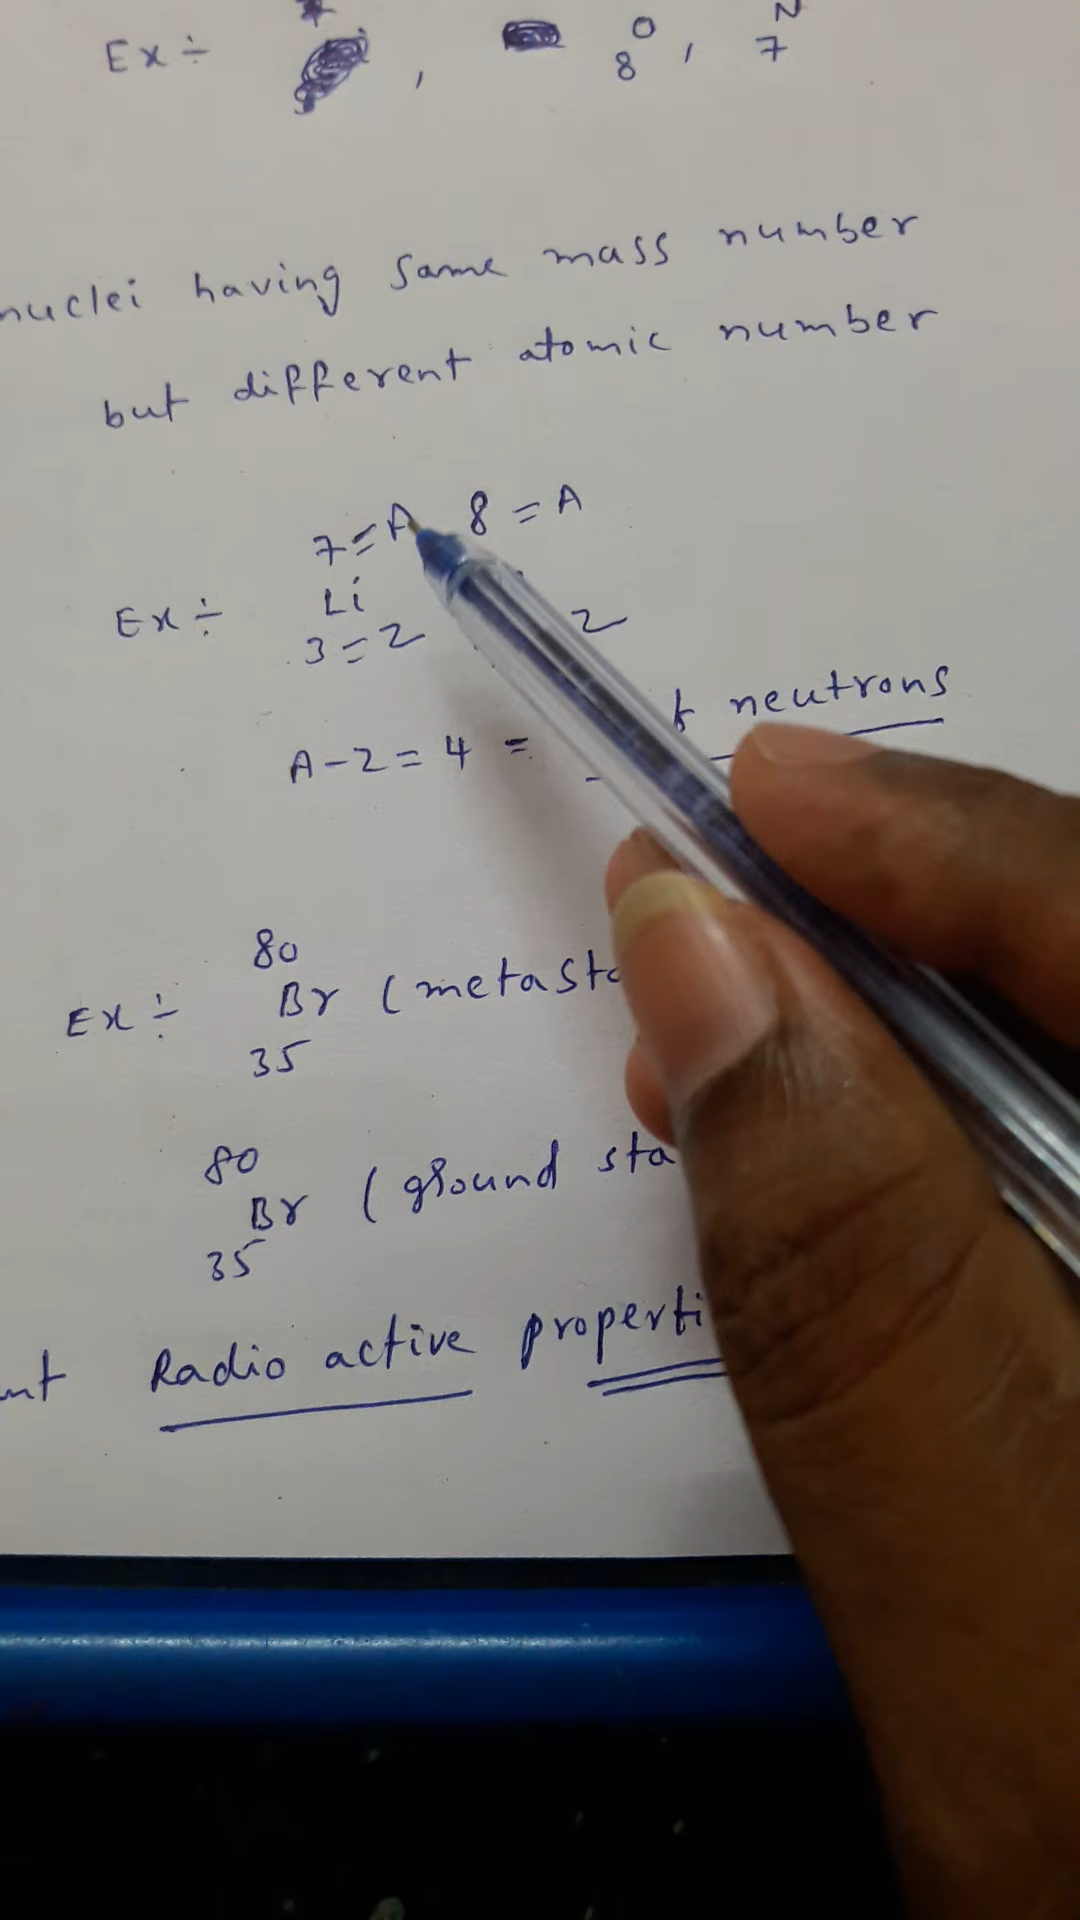 N
O
Ex ÷ , 8 , 7
nuclei having same mass number
but different atomic number
7 = A 8 = A
Li
Ex ÷
3 = Z Z
A - Z = 4 = neutrons
80
Ex ÷ Br (metasta
35
80
Br (ground sta
35
Radio active properti